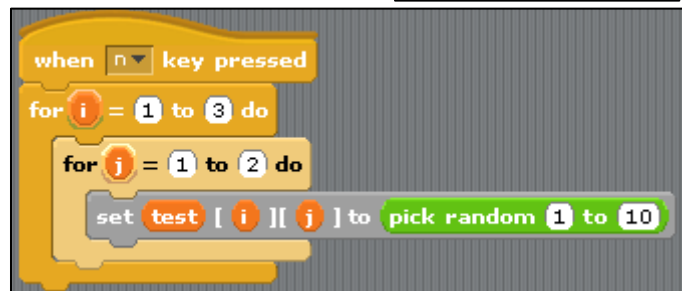 when n key pressed
for i = 1 to 3 do
for j = 1 to 2 do
set test [ i ][ j ] to pick random 1 to 10